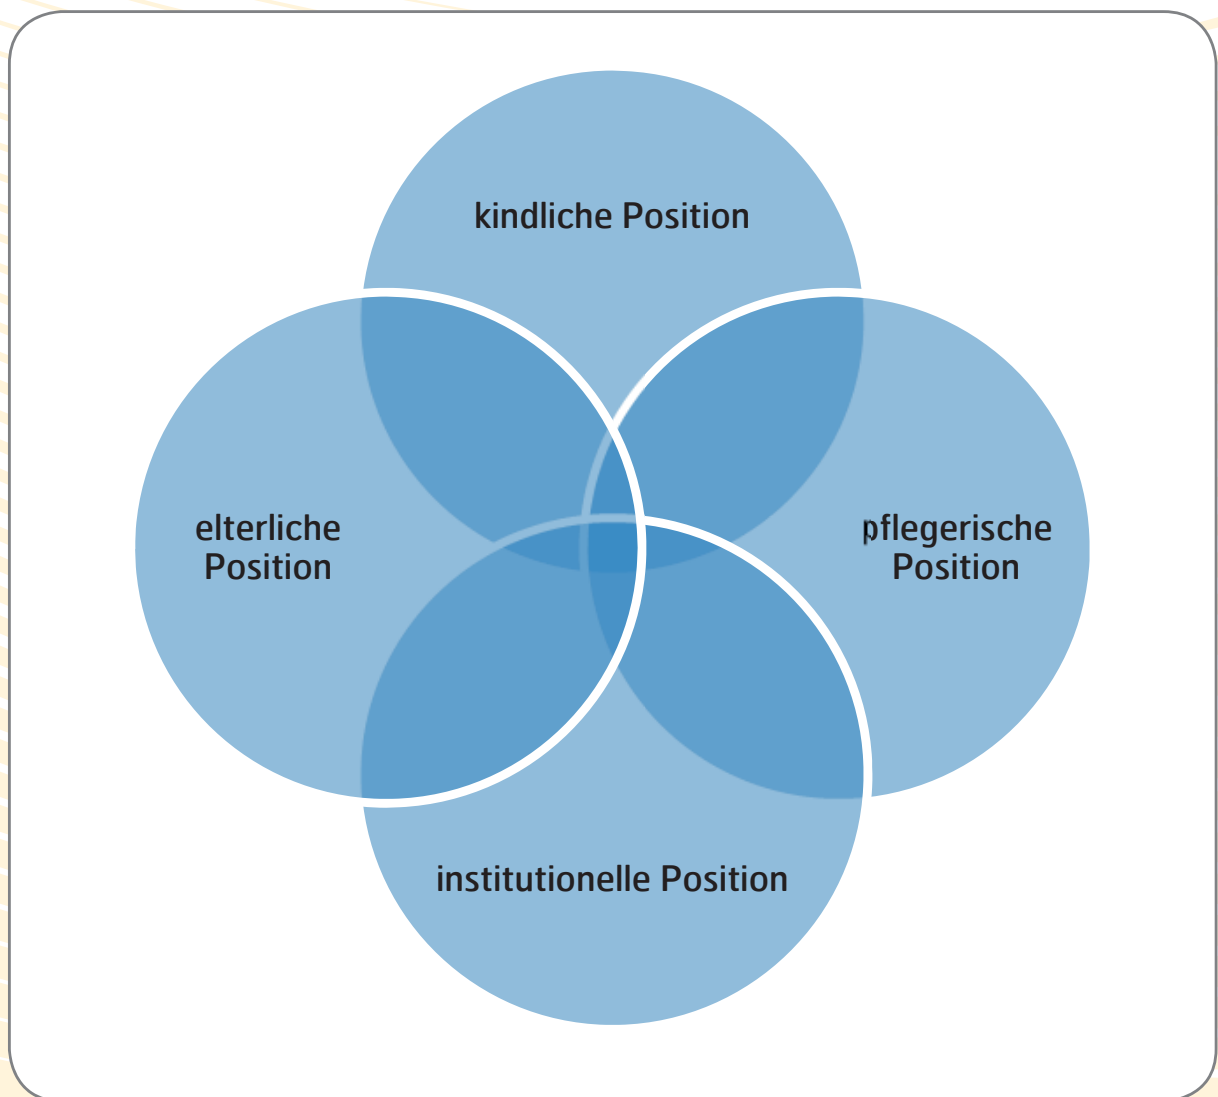 kindliche Position
elterliche
Position
pflegerische
Position
institutionelle Position